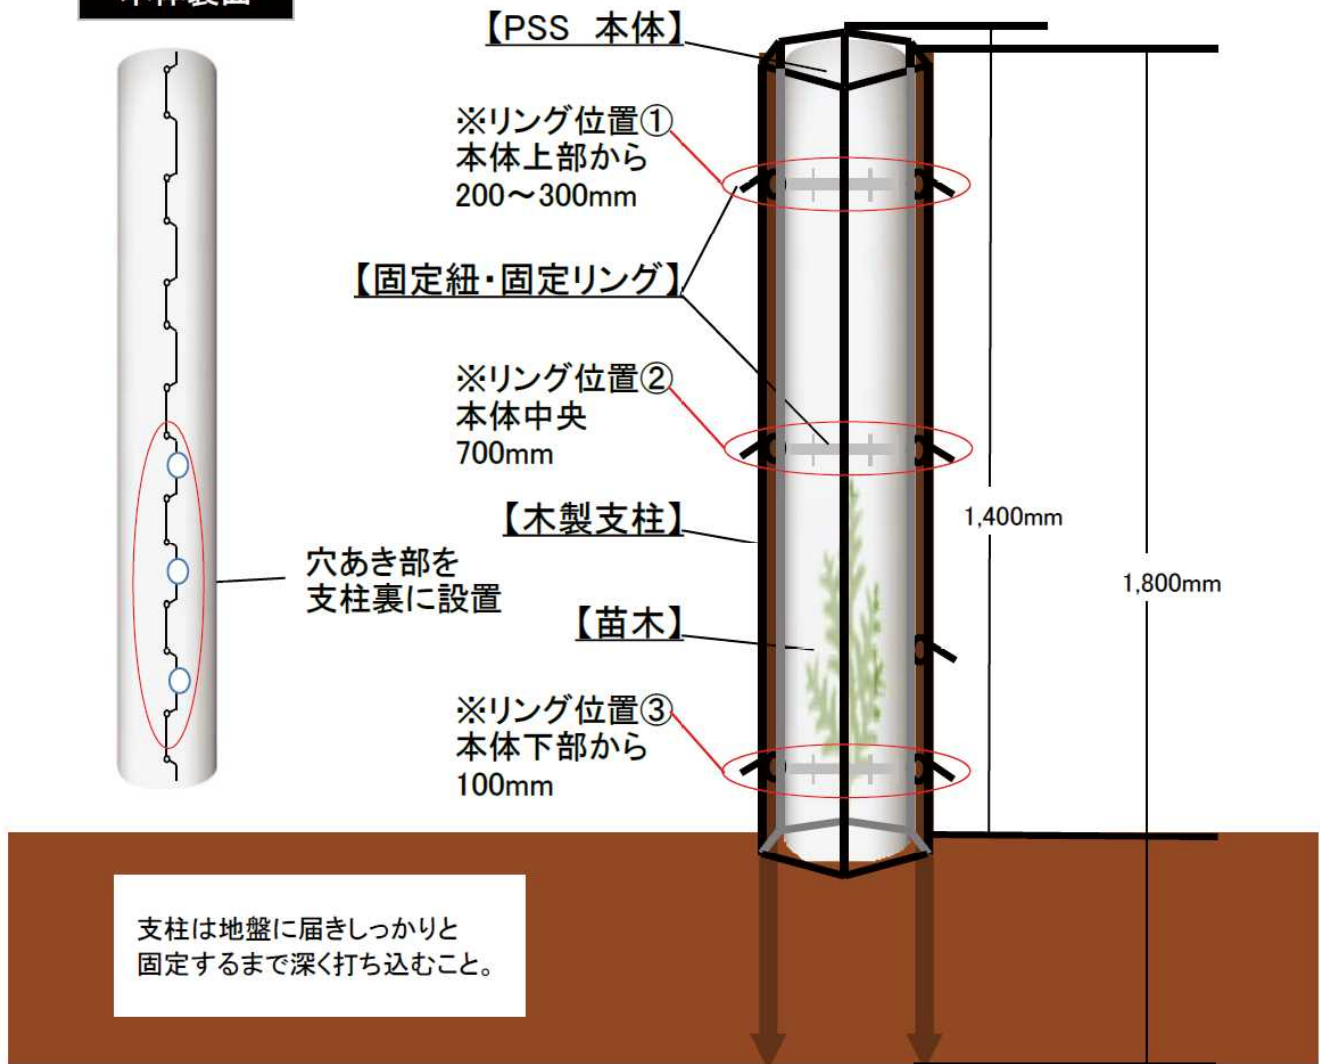 【PSS 本体】
※リング位置①
本体上部から
200～300mm
【固定紐・固定リング】
※リング位置②
本体中央
700mm
【木製支柱】
1,400mm
1,800mm
穴あき部を
支柱裏に設置
【苗木】
※リング位置③
本体下部から
100mm
支柱は地盤に届きしっかりと
固定するまで深く打ち込むこと。